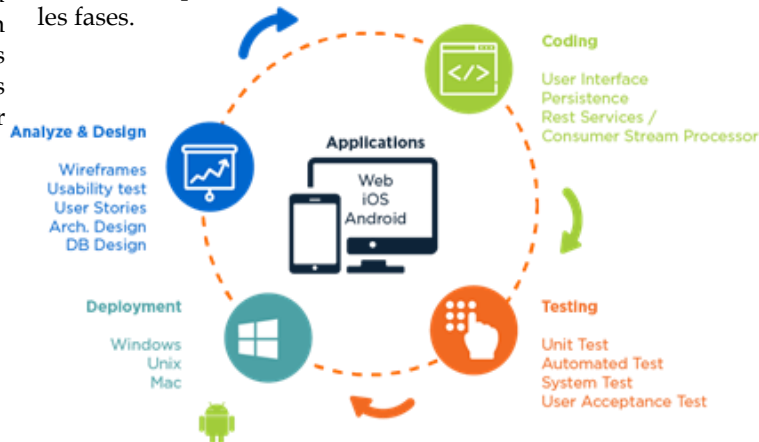 les fases.
Coding
User Interface
Persistence
Rest Services /
Consumer Stream Processor
Analyze & Design
Wireframes
Usability test
User Stories
Arch. Design
DB Design
Applications
Web
iOS
Android
</>
Deployment
Windows
Unix
Mac
Testing
Unit Test
Automated Test
System Test
User Acceptance Test